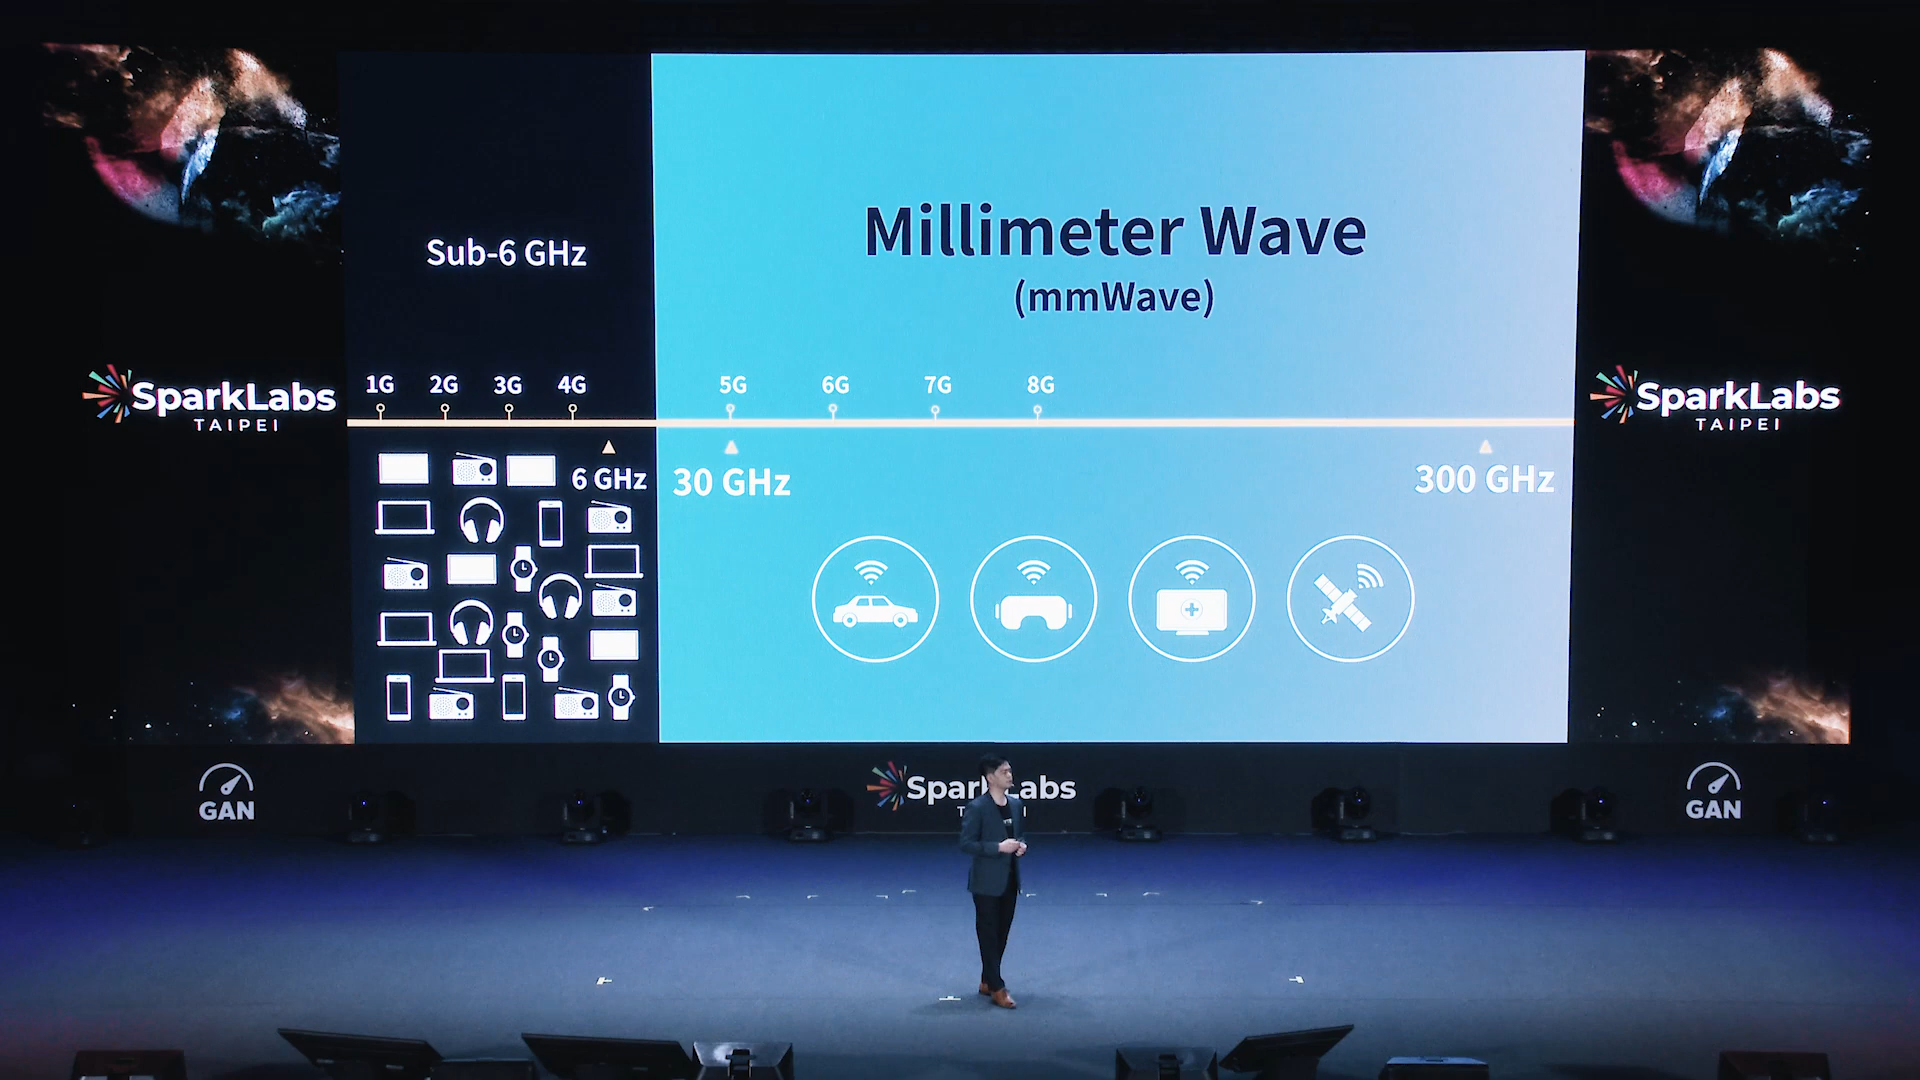 Sub-6 GHz
Millimeter Wave
(mmWave)
1G 2G 3G 4G 5G 6G 7G 8G
6 GHz 30 GHz 300 GHz
SparkLabs
TAIPEI
SparkLabs
TAIPEI
GAN
SparkLabs
GAN